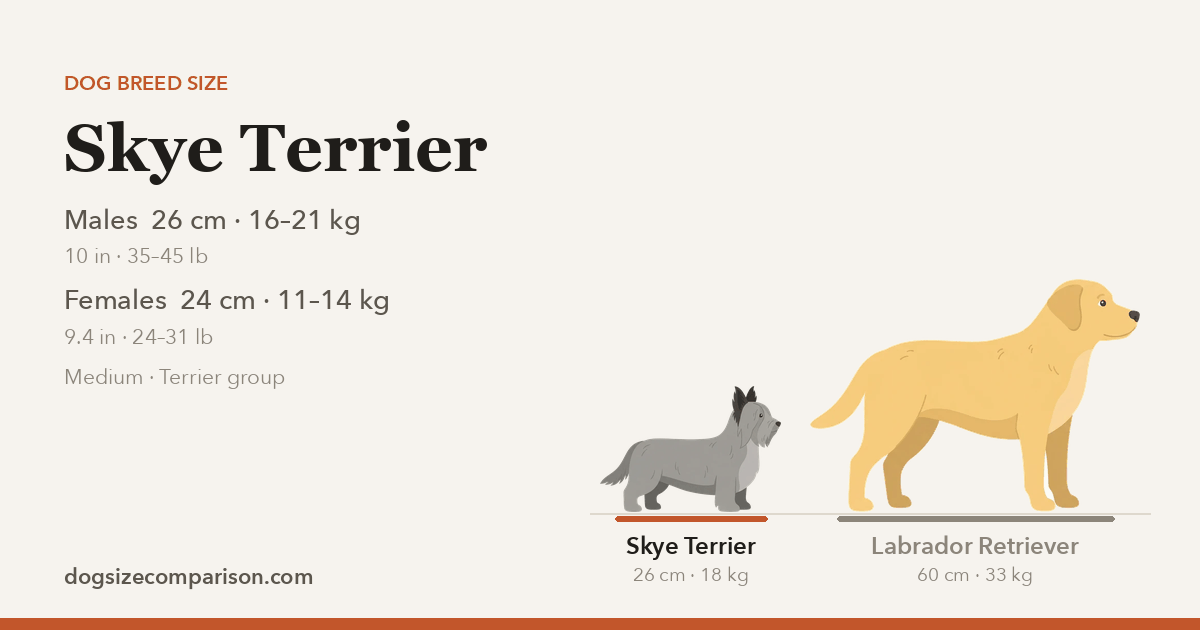 DOG BREED SIZE
Skye Terrier
Males 26 cm · 16–21 kg
10 in · 35–45 lb
Females 24 cm · 11–14 kg
9.4 in · 24–31 lb
Medium · Terrier group
Skye Terrier
26 cm · 18 kg
Labrador Retriever
60 cm · 33 kg
dogsizecomparison.com